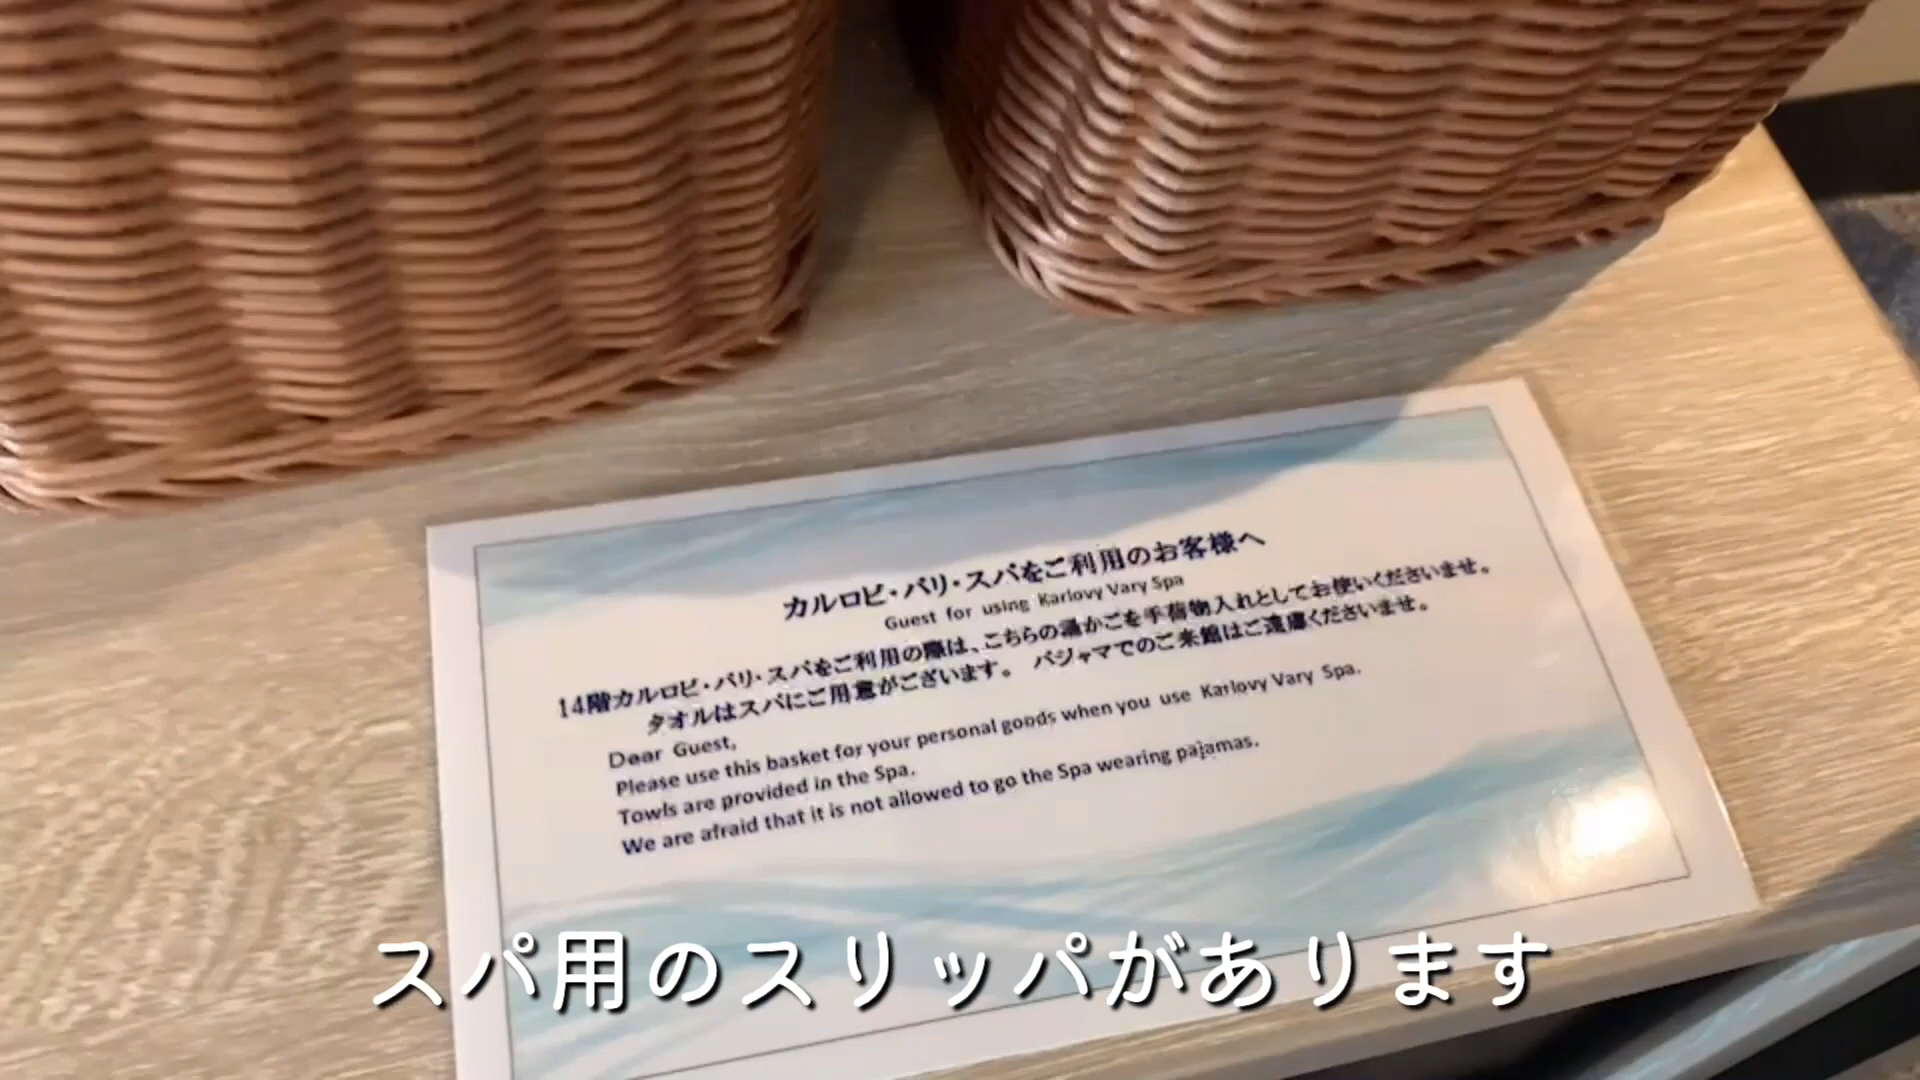 カルロビ・バリ・スパをご利用のお客様へ
Guest for using Karlovy Vary Spa
14階カルロビ・バリ・スパをご利用の際は、こちらの湯かごを手荷物入れとしてお使いくださいませ。
タオルはスパにご用意がございます。 パジャマでのご来館はご遠慮くださいませ。
Dear Guest,
Please use this basket for your personal goods when you use Karlovy Vary Spa.
Towls are provided in the Spa.
We are afraid that it is not allowed to go the Spa wearing pajamas.
スパ用のスリッパがあります